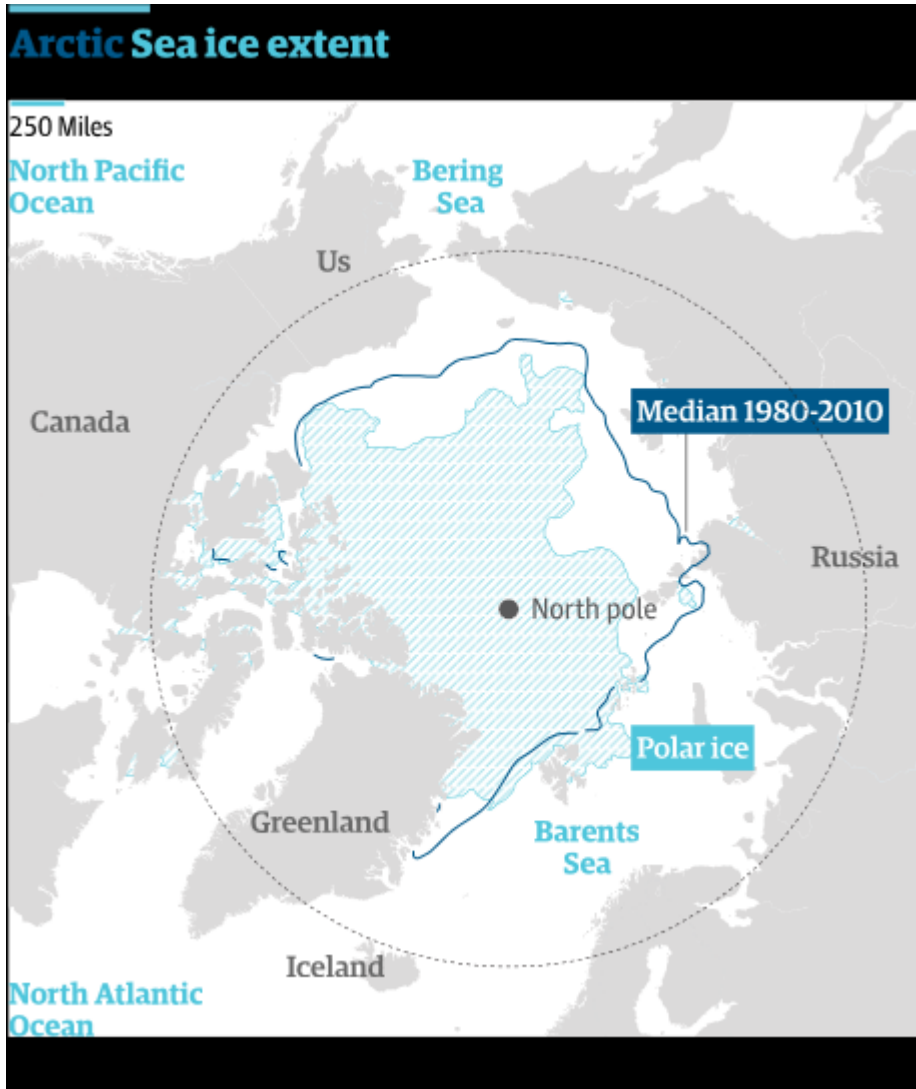 Arctic Sea ice extent
250 Miles
North Pacific
Ocean
Bering
Sea
Us
Canada
Median 1980-2010
Russia
North pole
Polar ice
Greenland
Barents
Sea
Iceland
North Atlantic
Ocean